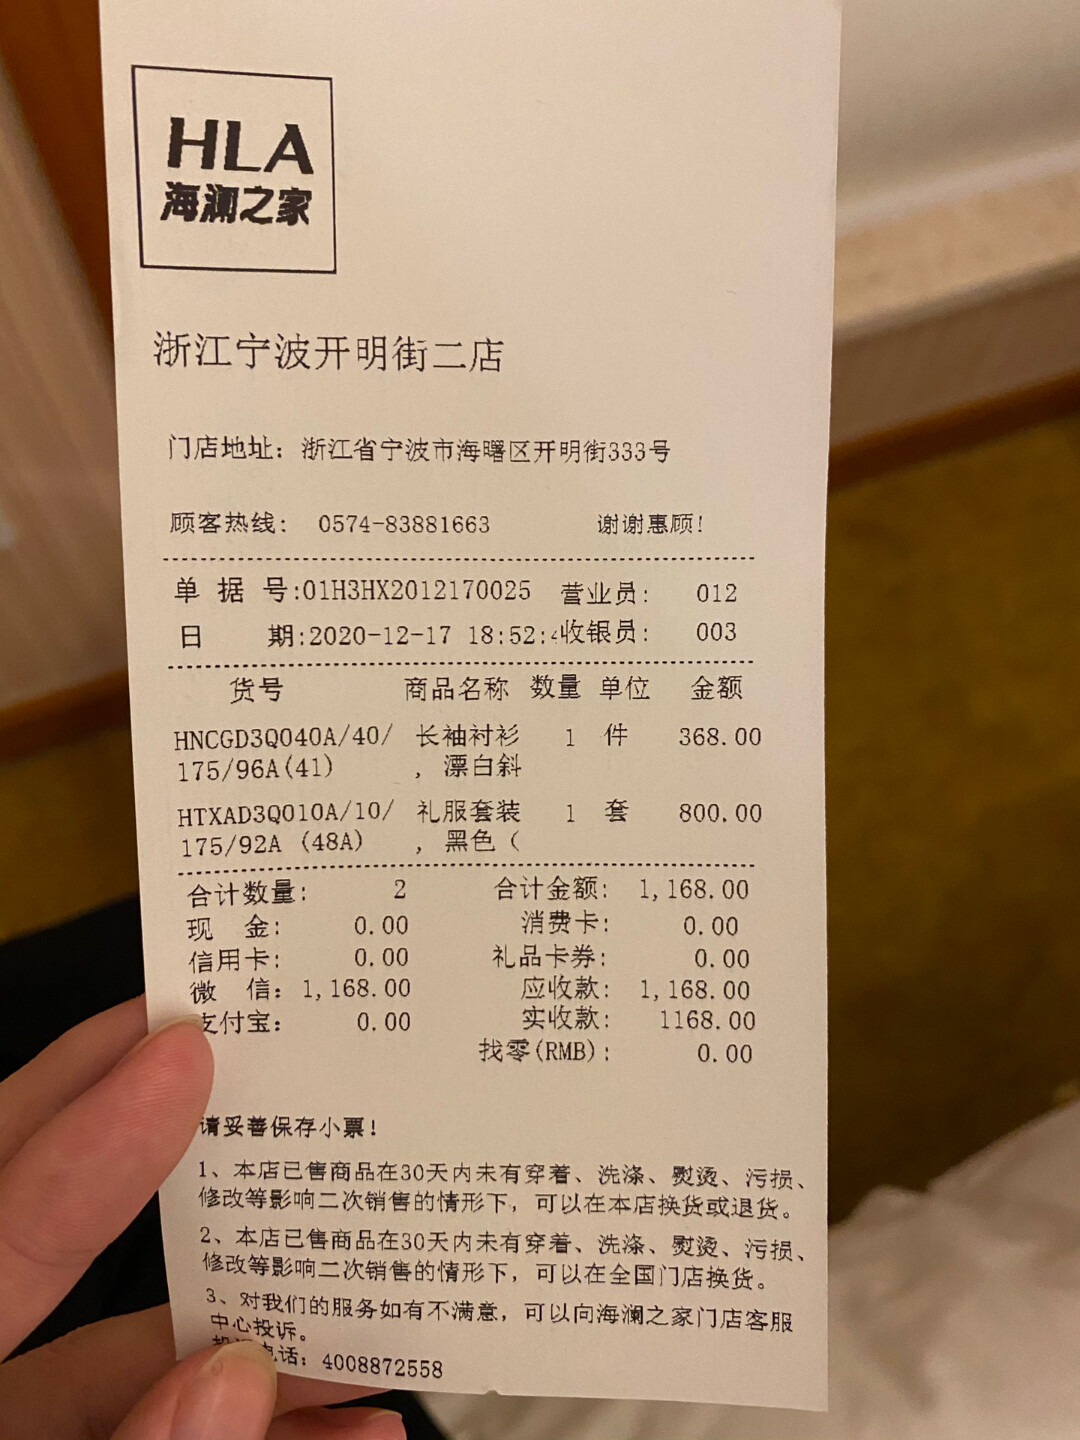 HLA
海澜之家
浙江宁波开明街二店
门店地址：浙江省宁波市海曙区开明街333号
顾客热线： 0574-83881663 谢谢惠顾！
单 据 号:01H3HX2012170025 营业员： 012
日 期:2020-12-17 18:52: 收银员： 003
货号 商品名称 数量 单位 金额
HNCGD3Q040A/40/ 长袖衬衫 1 件 368.00
175/96A(41) ，漂白斜
HTXAD3Q010A/10/ 礼服套装 1 套 800.00
175/92A (48A) ，黑色（
合计数量： 2 合计金额： 1,168.00
现 金： 0.00 消费卡： 0.00
信用卡： 0.00 礼品卡券： 0.00
微 信：1,168.00 应收款： 1,168.00
支付宝： 0.00 实收款： 1168.00
找零(RMB)： 0.00
请妥善保存小票！
1、本店已售商品在30天内未有穿着、洗涤、熨烫、污损、
修改等影响二次销售的情形下，可以在本店换货或退货。
2、本店已售商品在30天内未有穿着、洗涤、熨烫、污损、
修改等影响二次销售的情形下，可以在全国门店换货。
3、对我们的服务如有不满意，可以向海澜之家门店客服
中心投诉。
电话：4008872558